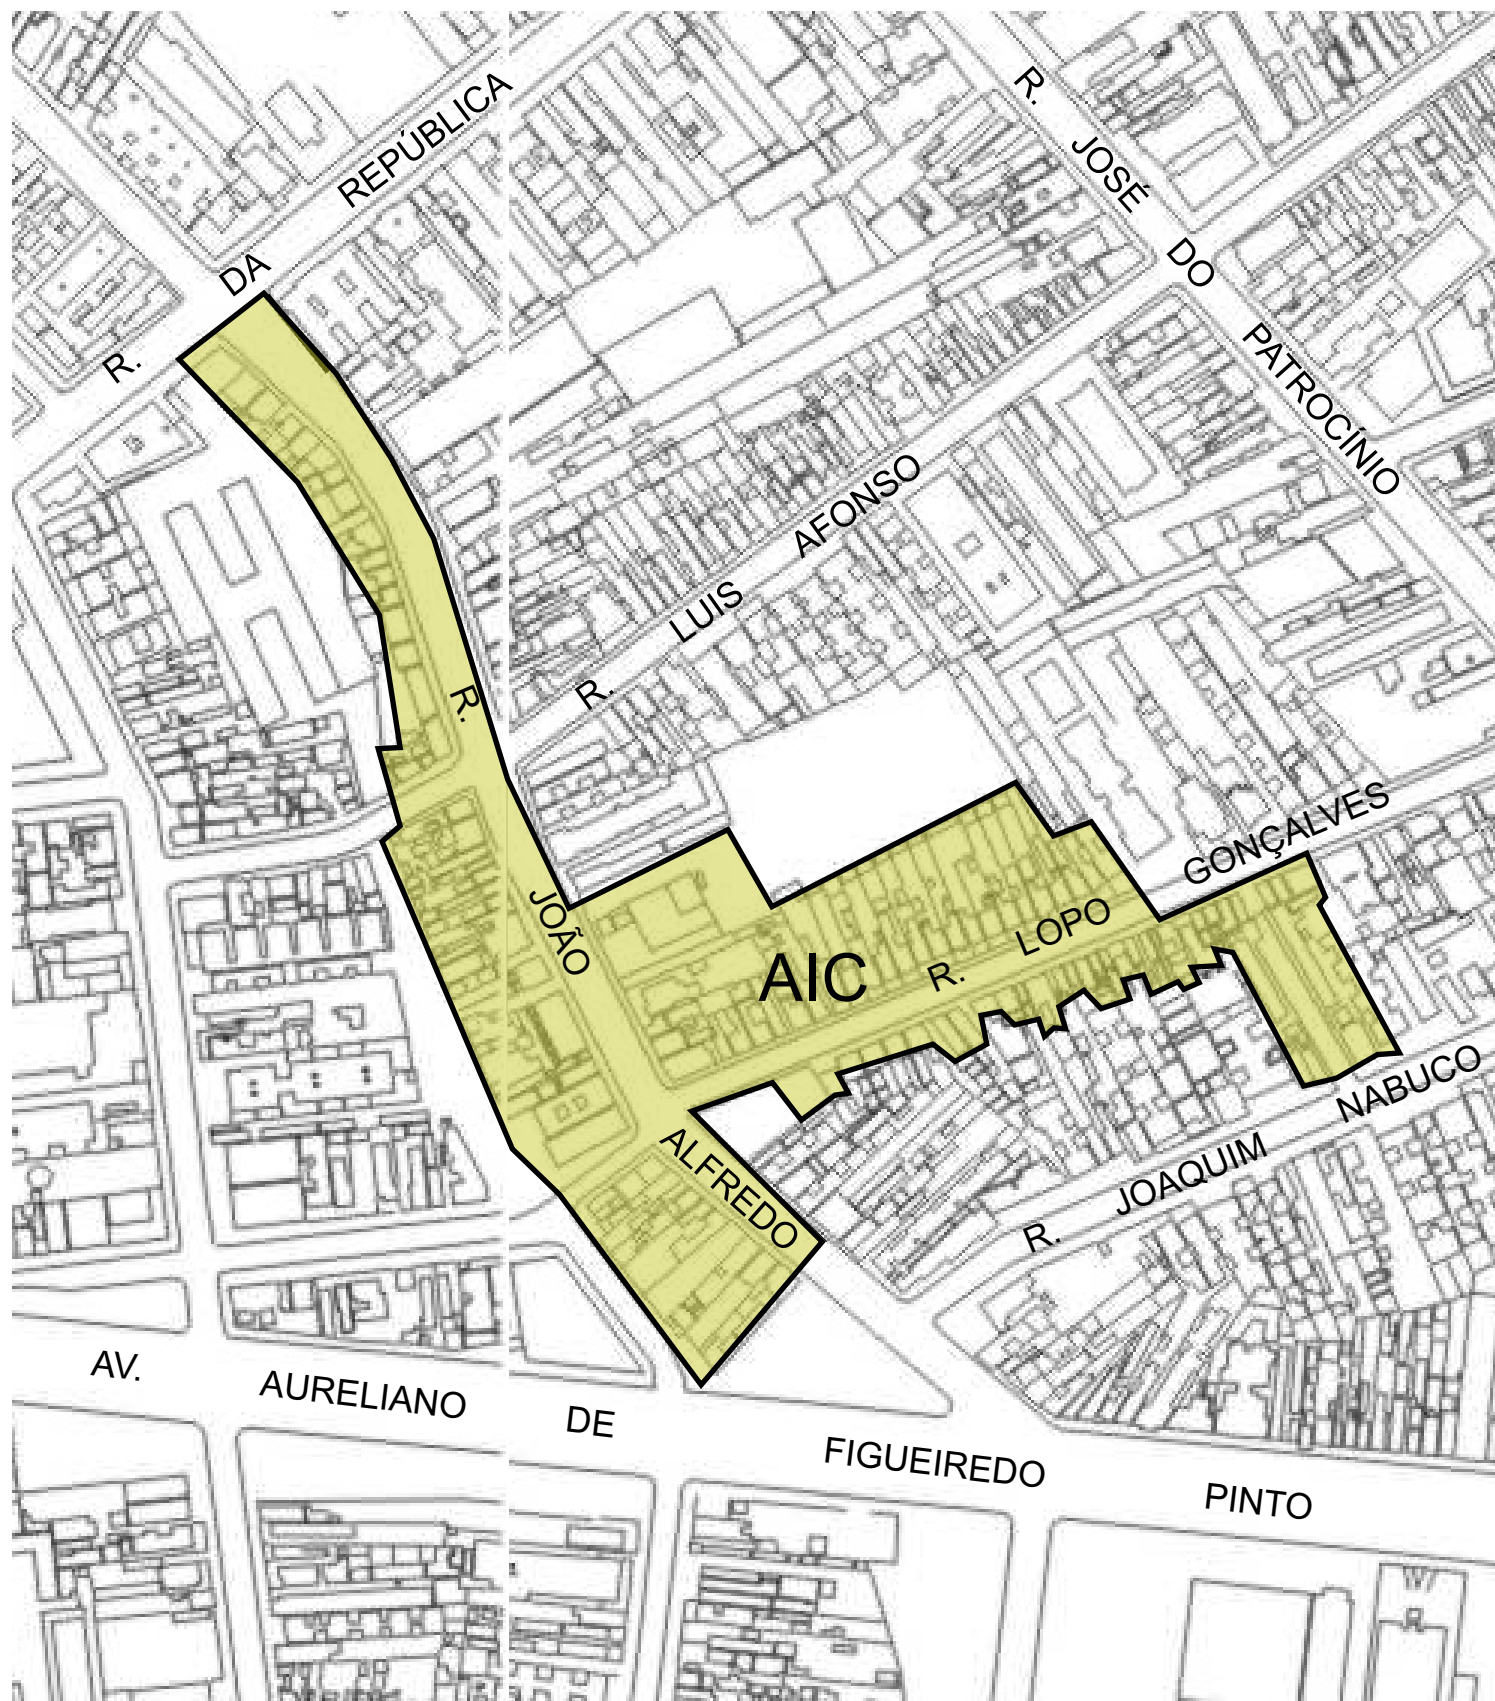 R. DA REPÚBLICA
R. JOSÉ DO PATROCÍNIO
R. LUIS AFONSO
R. JOÃO ALFREDO
AIC
R. LOPO GONÇALVES
R. JOAQUIM NABUCO
AV. AURELIANO DE FIGUEIREDO PINTO